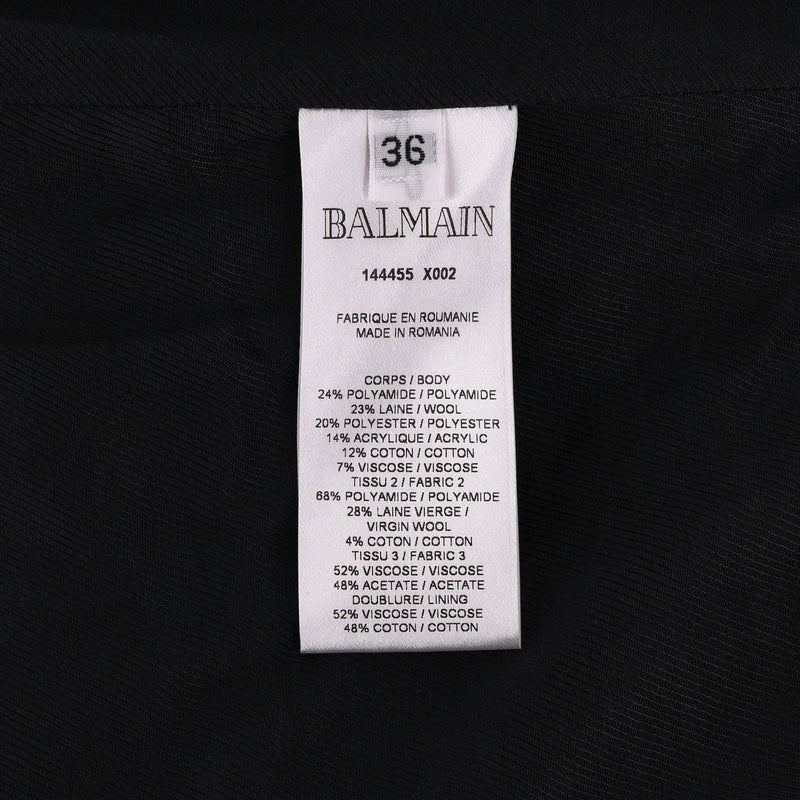 36
BALMAIN
144455 X002
FABRIQUE EN ROUMANIE
MADE IN ROMANIA
CORPS / BODY
24% POLYAMIDE / POLYAMIDE
23% LAINE / WOOL
20% POLYESTER / POLYESTER
14% ACRYLIQUE / ACRYLIC
12% COTON / COTTON
7% VISCOSE / VISCOSE
TISSU 2 / FABRIC 2
68% POLYAMIDE / POLYAMIDE
28% LAINE VIERGE /
VIRGIN WOOL
4% COTON / COTTON
TISSU 3 / FABRIC 3
52% VISCOSE / VISCOSE
48% ACETATE / ACETATE
DOUBLURE/ LINING
52% VISCOSE / VISCOSE
48% COTON / COTTON